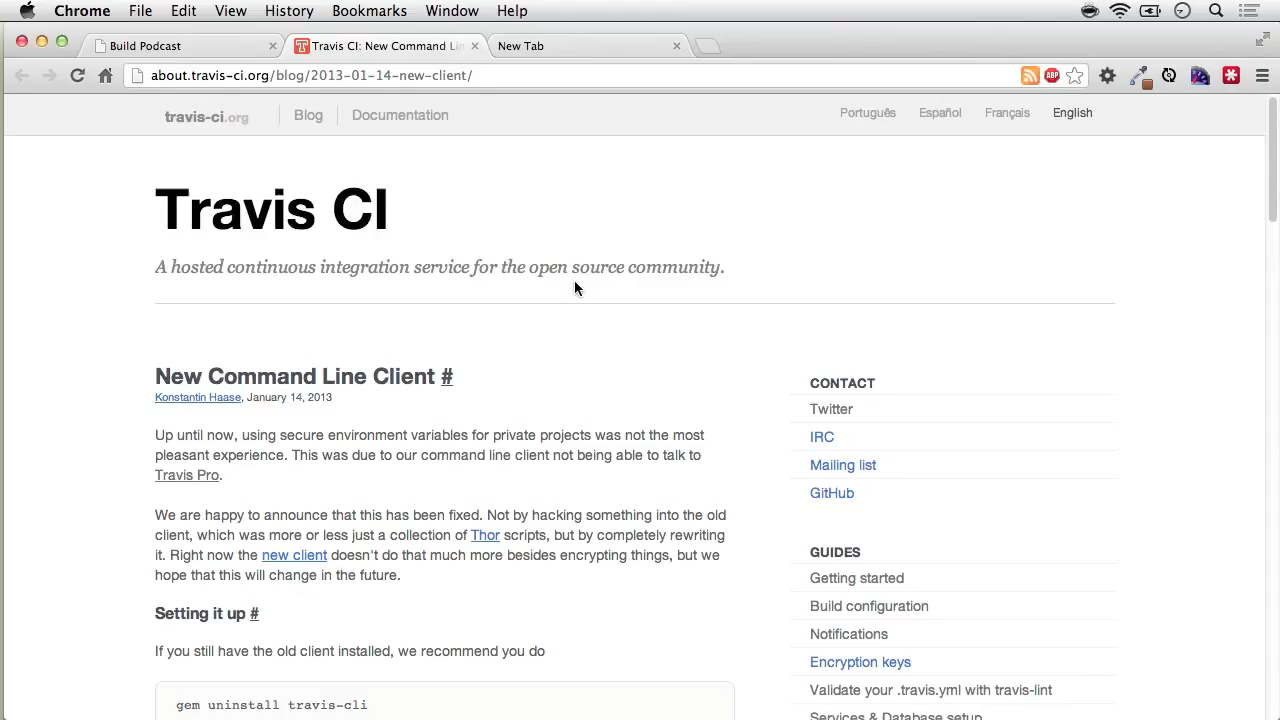 Chrome File Edit View History Bookmarks Window Help
Build Podcast
Travis CI: New Command Lin
New Tab
about.travis-ci.org/blog/2013-01-14-new-client/
ABP
travis-ci.org Blog Documentation
Português Español Français English
Travis CI
A hosted continuous integration service for the open source community.
New Command Line Client #
Konstantin Haase, January 14, 2013
Up until now, using secure environment variables for private projects was not the most
pleasant experience. This was due to our command line client not being able to talk to
Travis Pro.
We are happy to announce that this has been fixed. Not by hacking something into the old
client, which was more or less just a collection of Thor scripts, but by completely rewriting
it. Right now the new client doesn't do that much more besides encrypting things, but we
hope that this will change in the future.
Setting it up #
If you still have the old client installed, we recommend you do
gem uninstall travis-cli
CONTACT
Twitter
IRC
Mailing list
GitHub
GUIDES
Getting started
Build configuration
Notifications
Encryption keys
Validate your .travis.yml with travis-lint
Services & Database setup